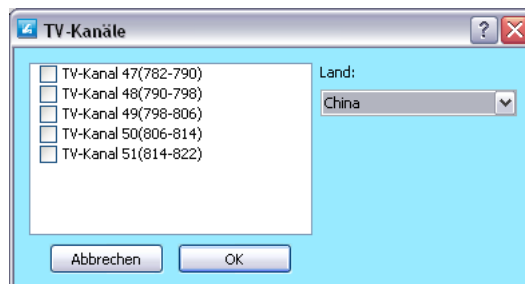 TV-Kanäle
TV-Kanal 47(782-790)
TV-Kanal 48(790-798)
TV-Kanal 49(798-806)
TV-Kanal 50(806-814)
TV-Kanal 51(814-822)
Land:
China
Abbrechen
OK